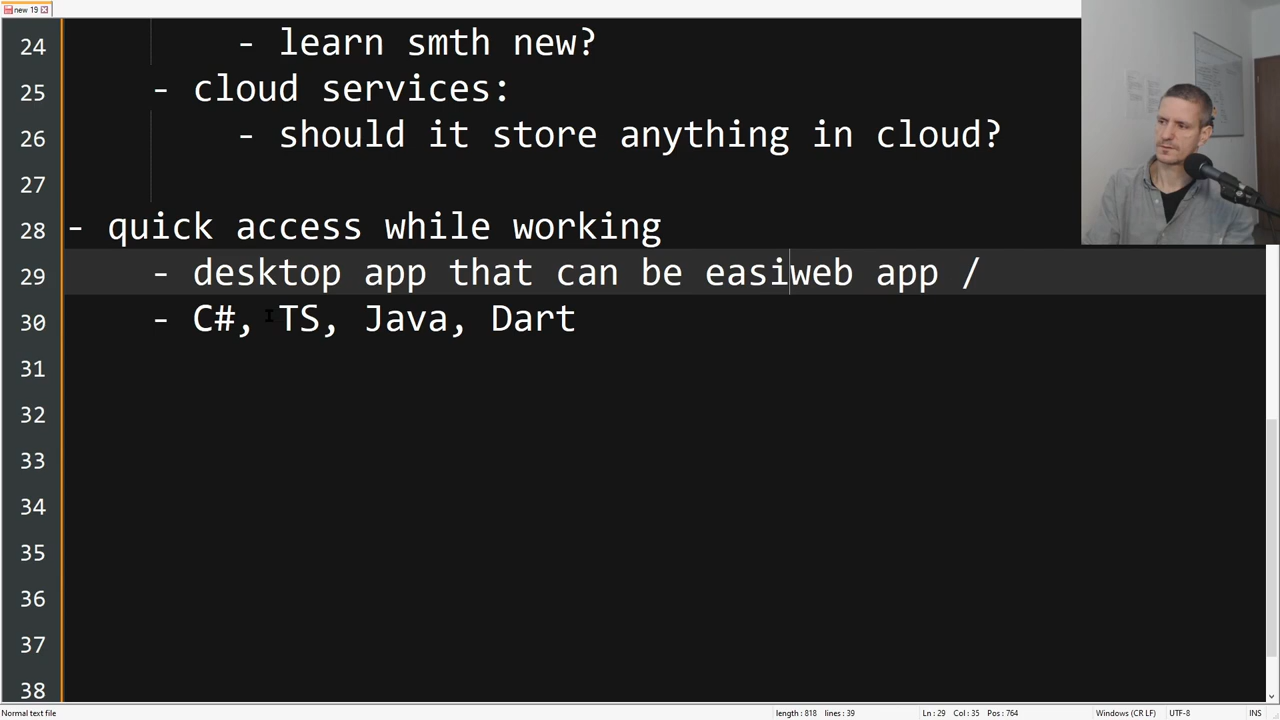 new 19
24 - learn smth new?
25 - cloud services:
26 - should it store anything in cloud?
27
28 - quick access while working
29 - desktop app that can be easiweb app /
30 - C#, TS, Java, Dart
31
32
33
34
35
36
37
38
Normal text file length : 818 lines : 39 Ln : 29 Col : 35 Pos : 764 Windows (CR LF) UTF-8 INS